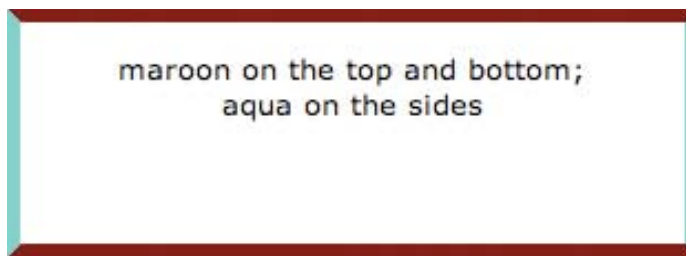 maroon on the top and bottom;
aqua on the sides